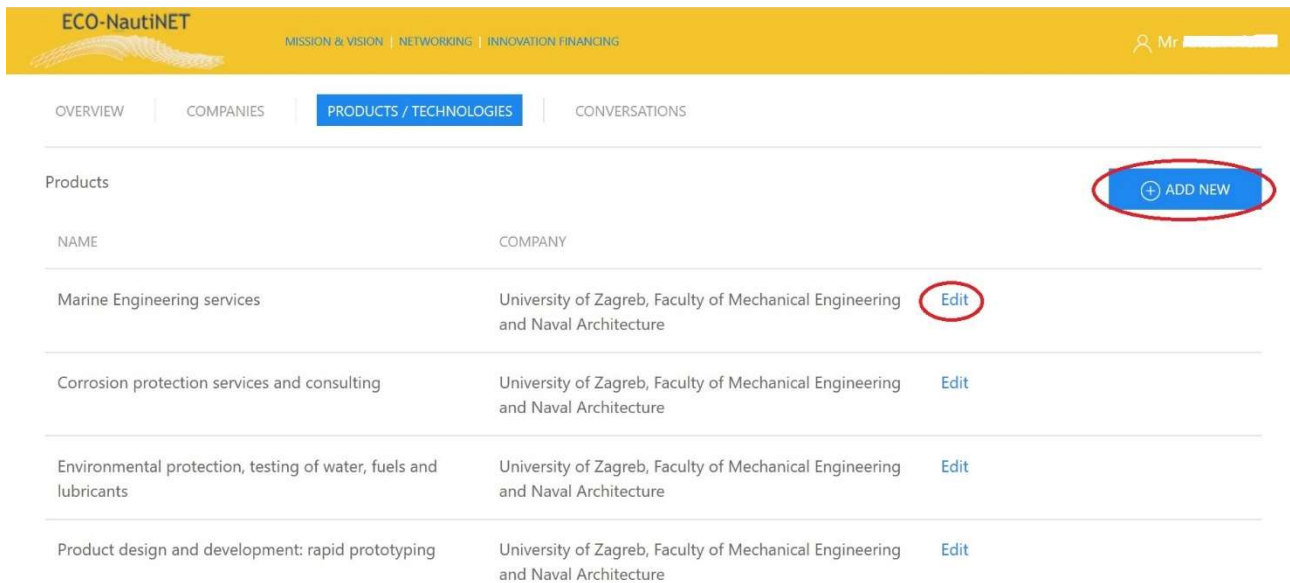 ECO-NautiNET
MISSION & VISION | NETWORKING | INNOVATION FINANCING
Mr
OVERVIEW
COMPANIES
PRODUCTS / TECHNOLOGIES
CONVERSATIONS
Products
ADD NEW
NAME
COMPANY
Marine Engineering services
University of Zagreb, Faculty of Mechanical Engineering
and Naval Architecture
Edit
Corrosion protection services and consulting
University of Zagreb, Faculty of Mechanical Engineering
and Naval Architecture
Edit
Environmental protection, testing of water, fuels and
lubricants
University of Zagreb, Faculty of Mechanical Engineering
and Naval Architecture
Edit
Product design and development: rapid prototyping
University of Zagreb, Faculty of Mechanical Engineering
and Naval Architecture
Edit